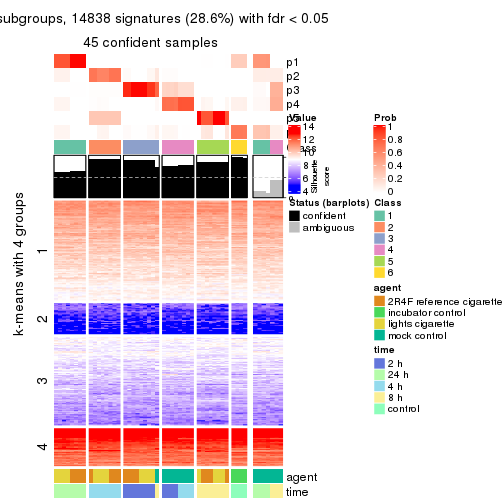 subgroups, 14838 signatures (28.6%) with fdr < 0.05
45 confident samples
p1
p2
p3
p4
p5
Value
14
12
10
8
6
4
Silhouette
score
Prob
1
0.8
0.6
0.4
0.2
0
Status (barplots)
confident
ambiguous
Class
1
2
3
4
5
6
agent
2R4F reference cigarette
incubator control
lights cigarette
mock control
time
2 h
24 h
4 h
8 h
control
k-means with 4 groups
1
2
3
4
agent
time